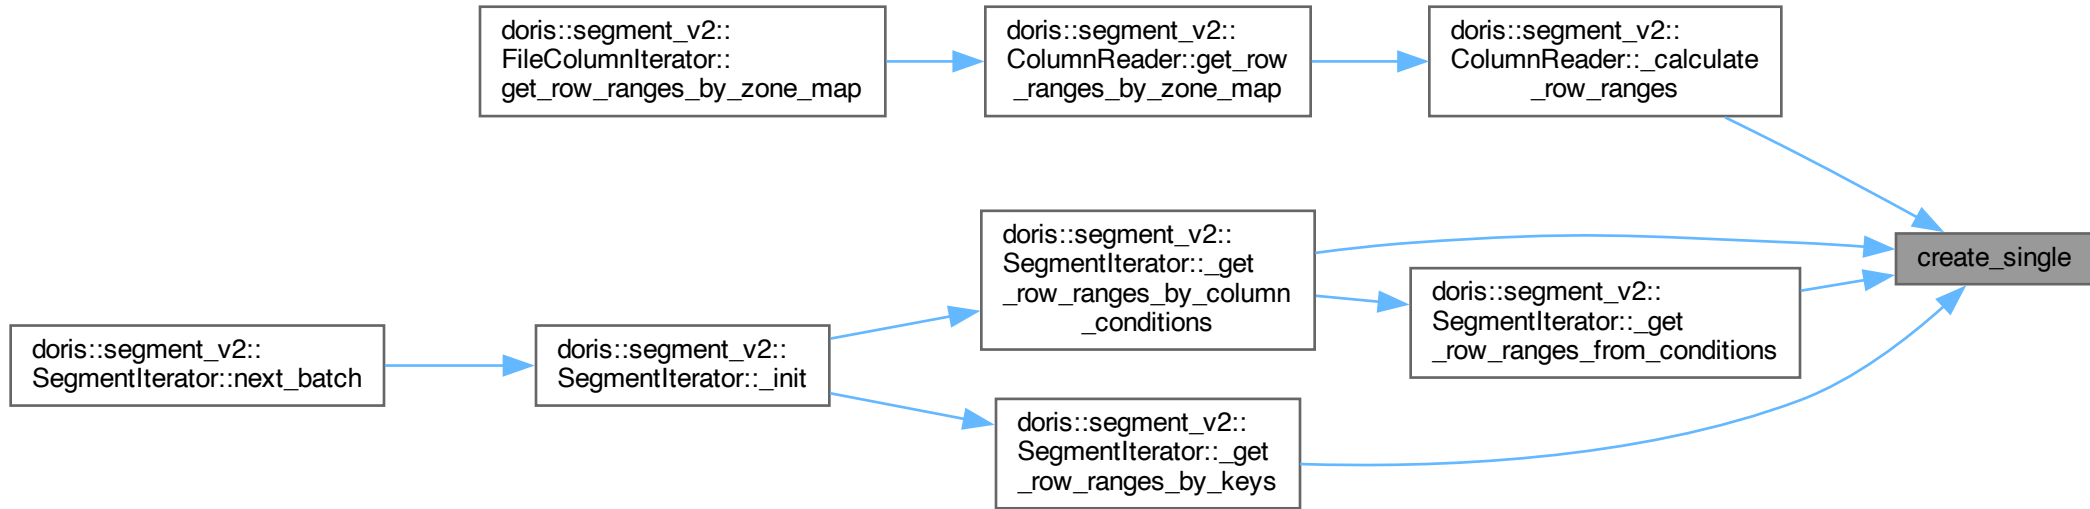 doris::segment_v2::
FileColumnIterator::
get_row_ranges_by_zone_map
doris::segment_v2::
ColumnReader::get_row
_ranges_by_zone_map
doris::segment_v2::
ColumnReader::_calculate
_row_ranges
create_single
doris::segment_v2::
SegmentIterator::_get
_row_ranges_by_column
_conditions
doris::segment_v2::
SegmentIterator::_get
_row_ranges_from_conditions
doris::segment_v2::
SegmentIterator::next_batch
doris::segment_v2::
SegmentIterator::_init
doris::segment_v2::
SegmentIterator::_get
_row_ranges_by_keys